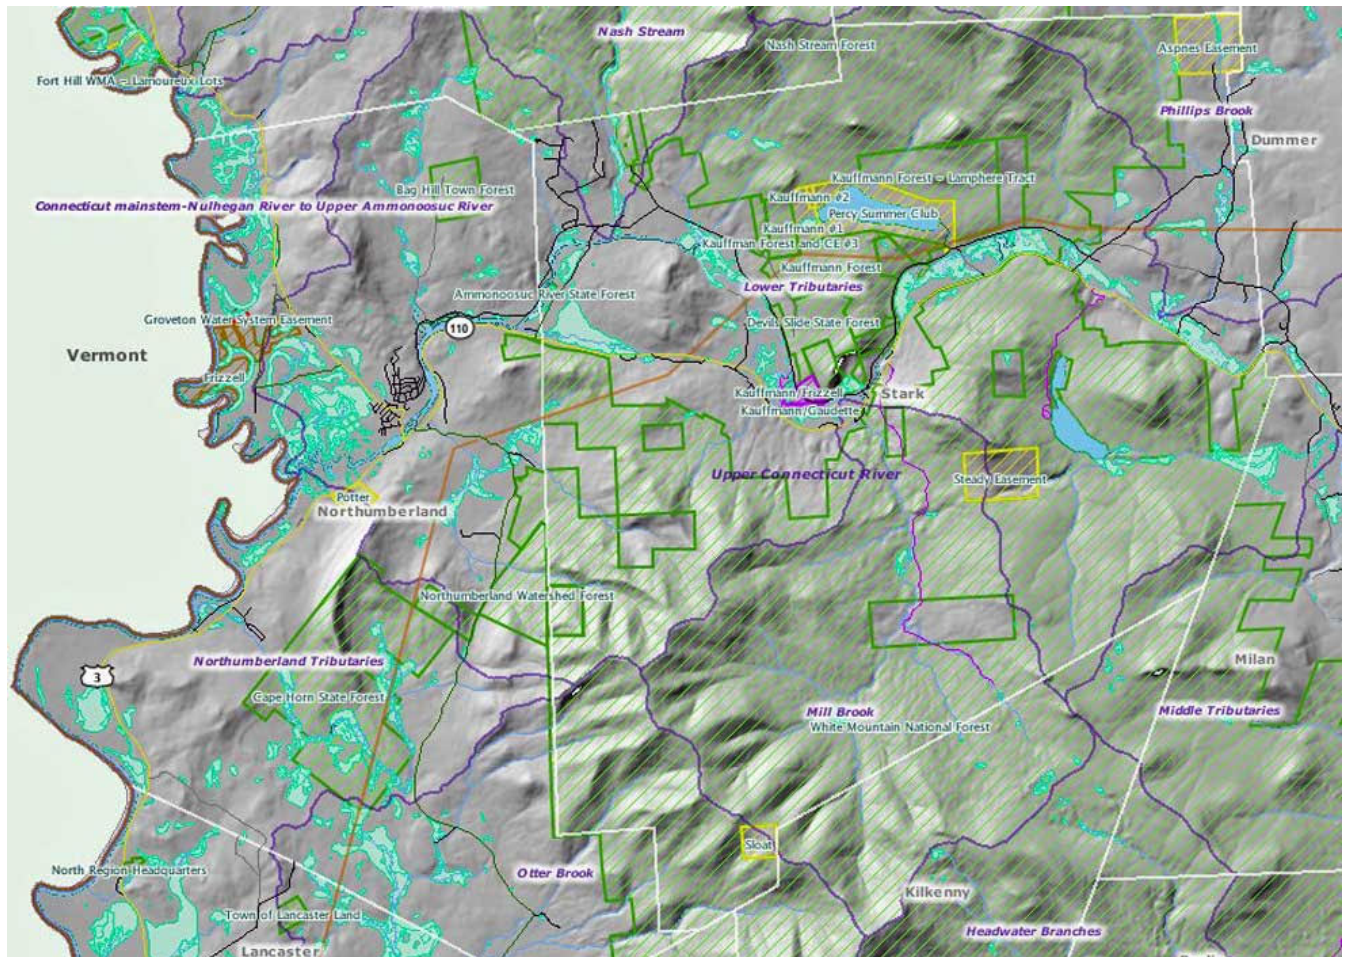 Nash Stream
Nash Stream Forest
Aspnes Easement
Fort Hill WMA - Lamoureux Lots
Phillips Brook
Dummer
Bag Hill Town Forest
Kauffmann Forest - Lamphere Tract
Kauffmann #2
Connecticut mainstem-Nulhegan River to Upper Ammonoosuc River
Percy Summer Club
Kauffmann #1
Kauffman Forest and CE #3
Kauffmann Forest
Lower Tributaries
Ammonoosuc River State Forest
Groveton Water System Easement
110
Devils Slide State Forest
Vermont
Frizzell
Kauffmann/Frizzell
Stark
Kauffmann/Gaudette
Upper Connecticut River
Steady Easement
Potter
Northumberland
Northumberland Watershed Forest
Northumberland Tributaries
Milan
3
Cape Horn State Forest
Mill Brook
Middle Tributaries
White Mountain National Forest
Sloat
North Region Headquarters
Otter Brook
Kilkenny
Town of Lancaster Land
Headwater Branches
Lancaster